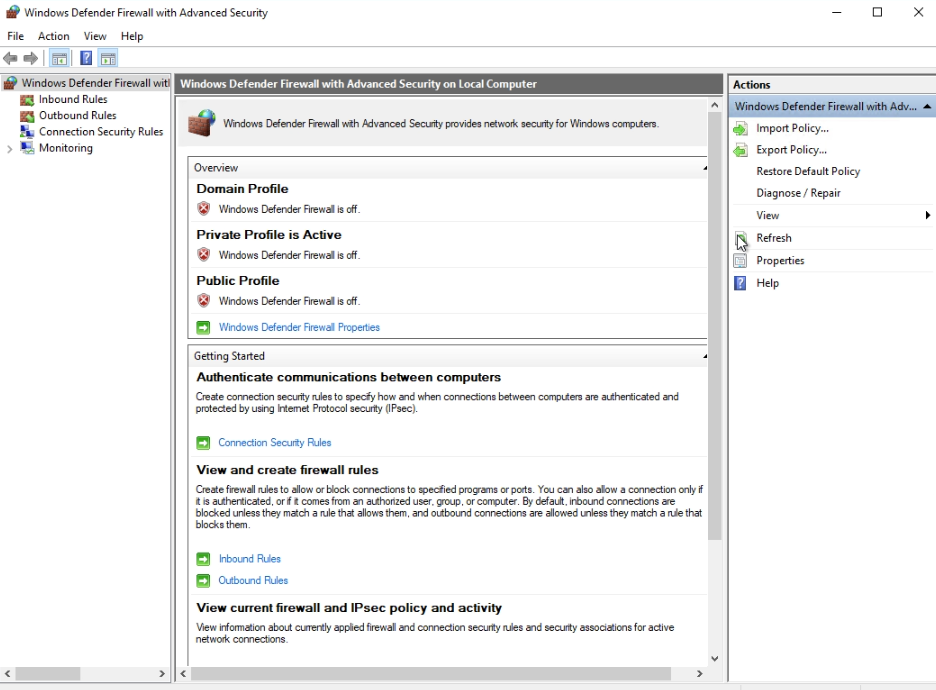 Windows Defender Firewall with Advanced Security
File Action View Help
Windows Defender Firewall with
Inbound Rules
Outbound Rules
Connection Security Rules
Monitoring
Windows Defender Firewall with Advanced Security on Local Computer
Windows Defender Firewall with Advanced Security provides network security for Windows computers.
Overview
Domain Profile
Windows Defender Firewall is off.
Private Profile is Active
Windows Defender Firewall is off.
Public Profile
Windows Defender Firewall is off.
Windows Defender Firewall Properties
Getting Started
Authenticate communications between computers
Create connection security rules to specify how and when connections between computers are authenticated and
protected by using Internet Protocol security (IPsec).
Connection Security Rules
View and create firewall rules
Create firewall rules to allow or block connections to specified programs or ports. You can also allow a connection only if
it is authenticated, or if it comes from an authorized user, group, or computer. By default, inbound connections are
blocked unless they match a rule that allows them, and outbound connections are allowed unless they match a rule that
blocks them.
Inbound Rules
Outbound Rules
View current firewall and IPsec policy and activity
View information about currently applied firewall and connection security rules and security associations for active
network connections.
Actions
Windows Defender Firewall with Adv...
Import Policy...
Export Policy...
Restore Default Policy
Diagnose / Repair
View
Refresh
Properties
Help